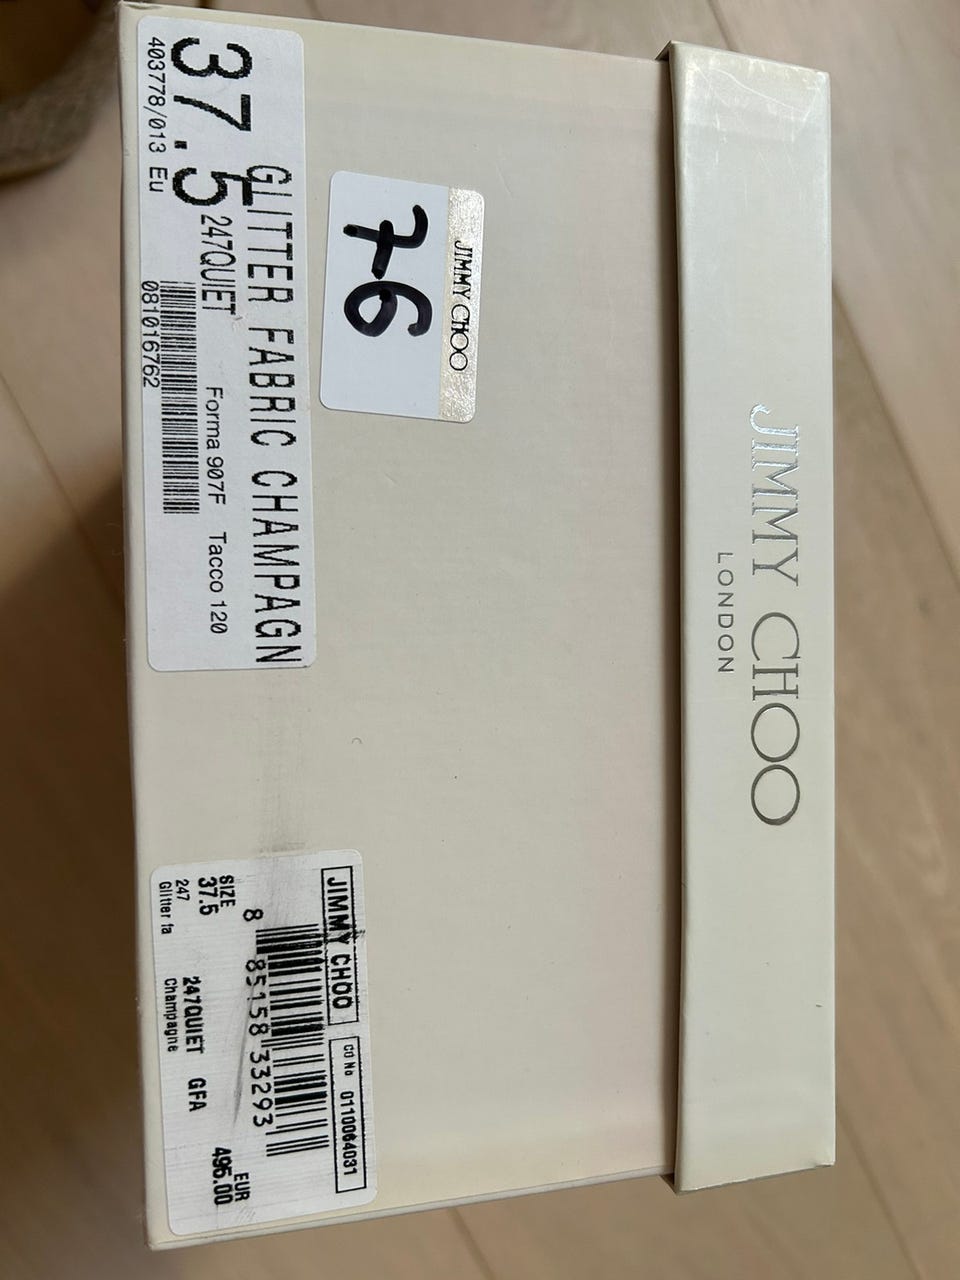 JIMMY CHOO
LONDON
JIMMY CHOO
76
GLITTER FABRIC CHAMPAGN
37.5 247QUIET Forma 907F Tacco 120
403778/013 Eu 081016762
JIMMY CHOO Cd No 0110064031
8 85158 33293
SIZE EUR
37.5 247QUIET GFA 495.00
247 Champagne
Glitter fa